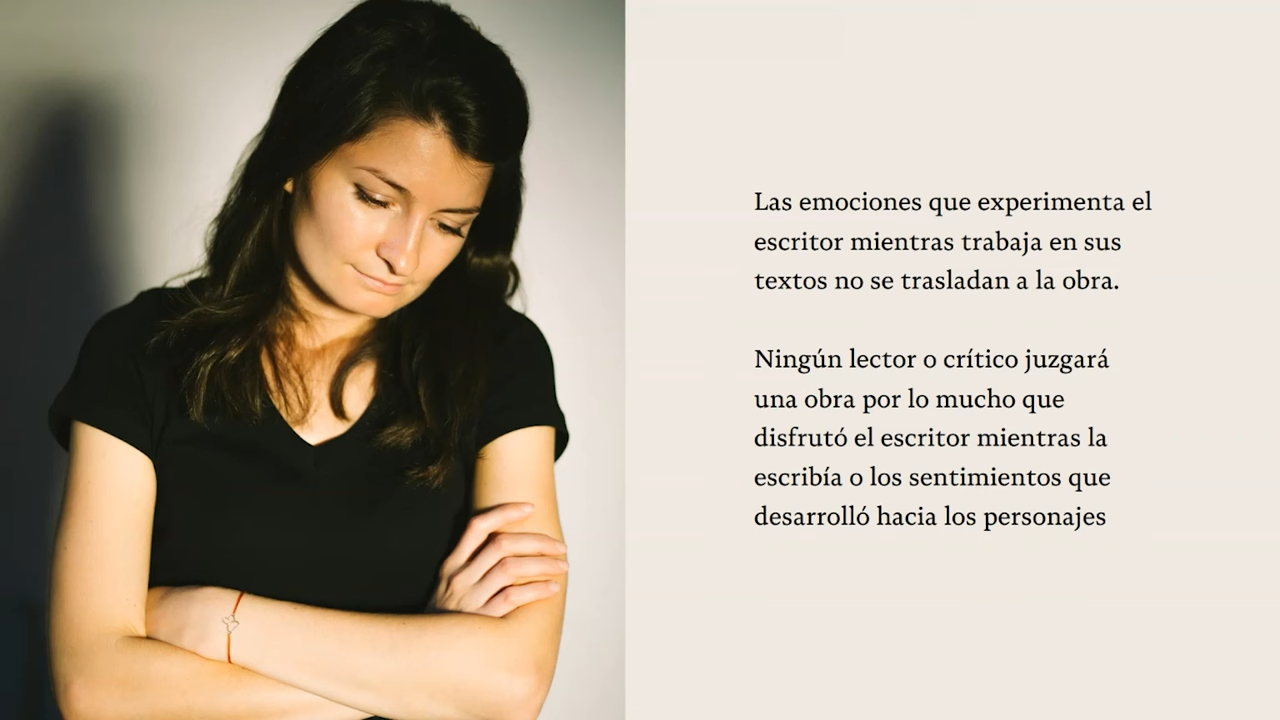 Las emociones que experimenta el
escritor mientras trabaja en sus
textos no se trasladan a la obra.
Ningún lector o crítico juzgará
una obra por lo mucho que
disfrutó el escritor mientras la
escribía o los sentimientos que
desarrolló hacia los personajes